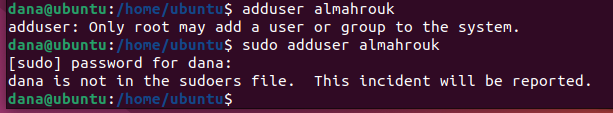 dana@ubuntu:/home/ubuntu$ adduser almahrouk
adduser: Only root may add a user or group to the system.
dana@ubuntu:/home/ubuntu$ sudo adduser almahrouk
[sudo] password for dana:
dana is not in the sudoers file.  This incident will be reported.
dana@ubuntu:/home/ubuntu$